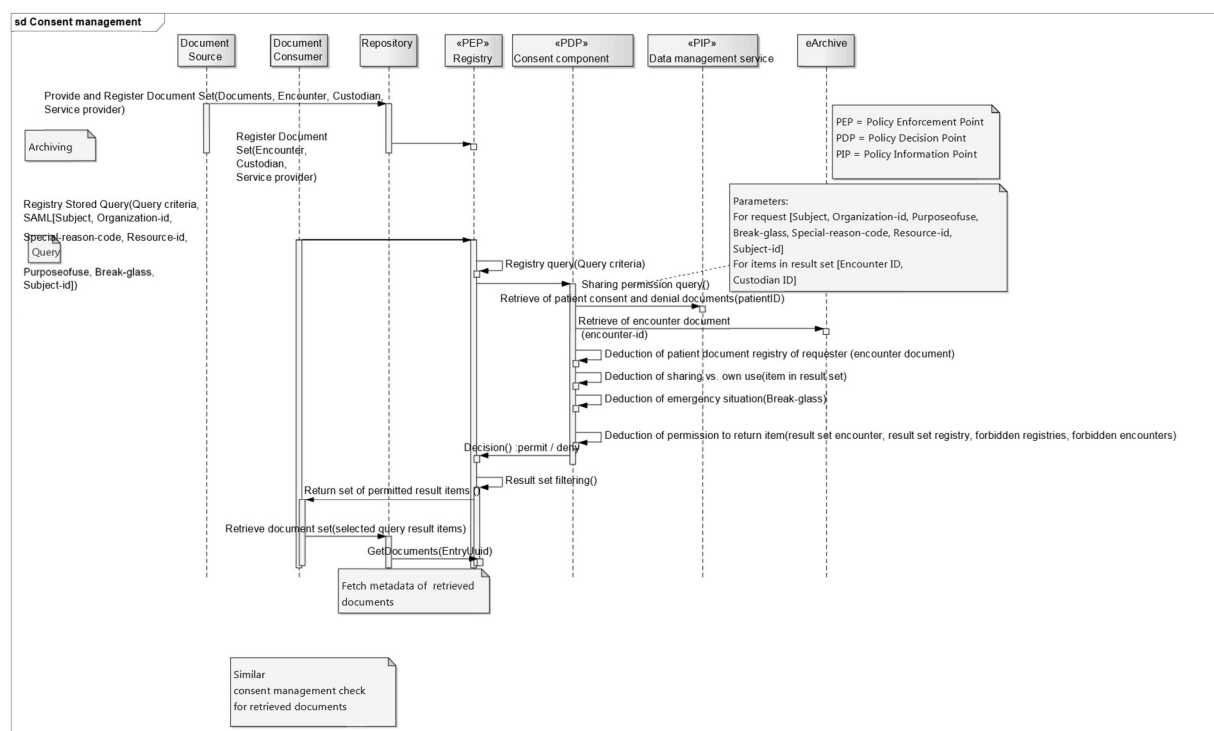 sd Consent management
Document
Source
Document
Consumer
Repository
«PEP»
Registry
«PDP»
Consent component
«PIP»
Data management service
eArchive
Provide and Register Document Set(Documents, Encounter, Custodian,
Service provider)
PEP = Policy Enforcement Point
PDP = Policy Decision Point
PIP = Policy Information Point
Archiving
Register Document
Set(Encounter,
Custodian,
Service provider)
Parameters:
For request [Subject, Organization-id, Purposeofuse,
Break-glass, Special-reason-code, Resource-id,
Subject-id]
For items in result set [Encounter ID,
Custodian ID]
Registry Stored Query(Query criteria,
SAML[Subject, Organization-id,
Special-reason-code, Resource-id,
Query
Purposeofuse, Break-glass,
Subject-id])
Registry query(Query criteria)
Sharing permission query()
Retrieve of patient consent and denial documents(patientID)
Retrieve of encounter document
(encounter-id)
Deduction of patient document registry of requester (encounter document)
Deduction of sharing vs. own use(item in result set)
Deduction of emergency situation(Break-glass)
Deduction of permission to return item(result set encounter, result set registry, forbidden registries, forbidden encounters)
Decision() :permit / deny
Result set filtering()
Return set of permitted result items ()
Retrieve document set(selected query result items)
GetDocuments(EntryUuid)
Fetch metadata of retrieved
documents
Similar
consent management check
for retrieved documents